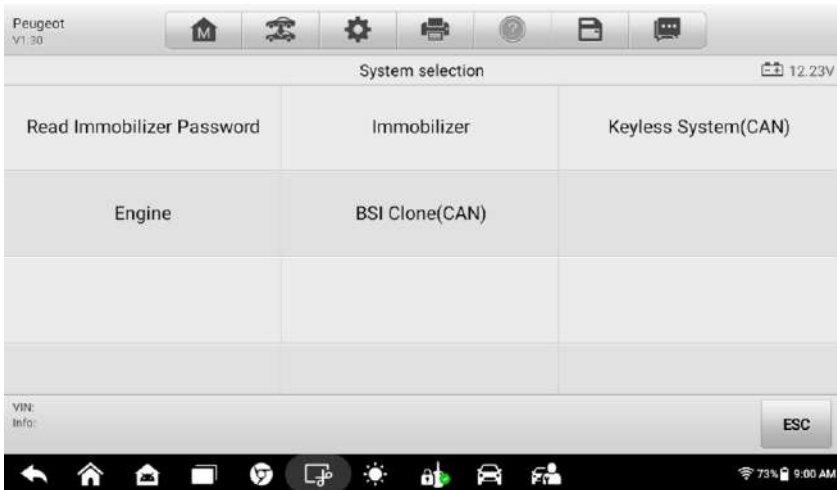 Peugeot
V1.30
M
System selection
12.23V
Read Immobilizer Password
Immobilizer
Keyless System(CAN)
Engine
BSI Clone(CAN)
VIN:
Info:
ESC
73%
9:00 AM